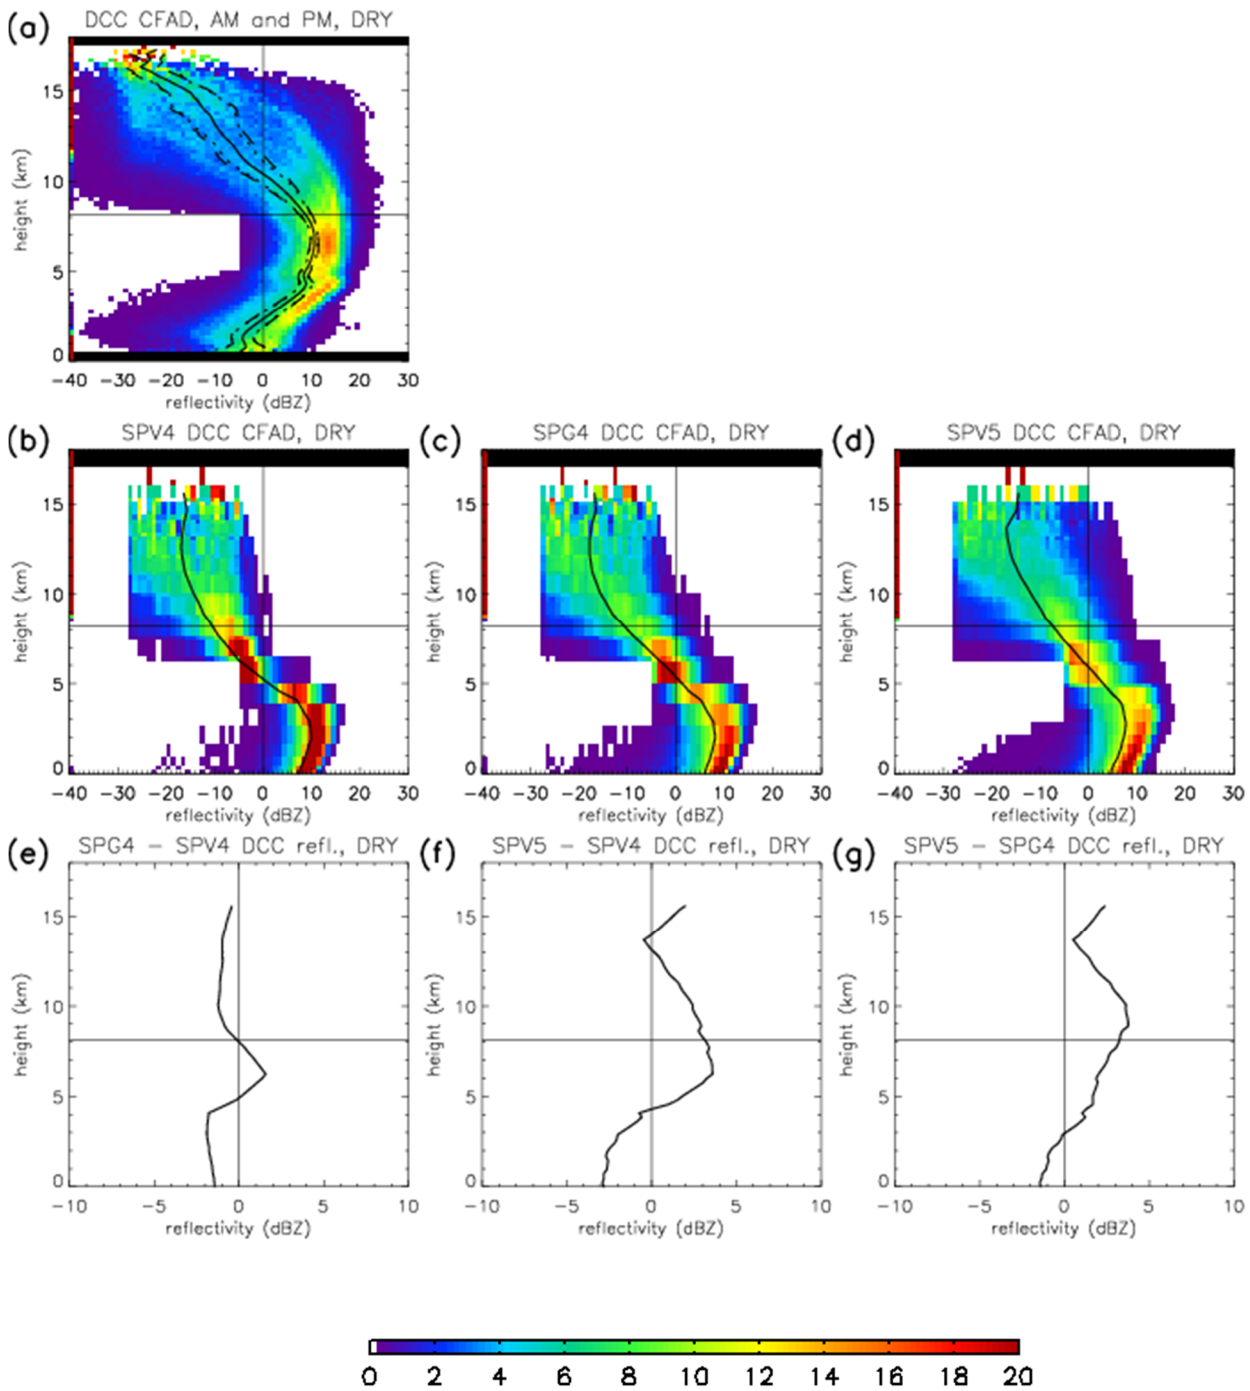 (a) DCC CFAD, AM and PM, DRY
height (km)
15
10
5
0
-40 -30 -20 -10 0 10 20 30
reflectivity (dBZ)
(b) SPV4 DCC CFAD, DRY
height (km)
15
10
5
0
-40 -30 -20 -10 0 10 20 30
reflectivity (dBZ)
(c) SPG4 DCC CFAD, DRY
height (km)
15
10
5
0
-40 -30 -20 -10 0 10 20 30
reflectivity (dBZ)
(d) SPV5 DCC CFAD, DRY
height (km)
15
10
5
0
-40 -30 -20 -10 0 10 20 30
reflectivity (dBZ)
(e) SPG4 - SPV4 DCC refl., DRY
height (km)
15
10
5
0
-10 -5 0 5 10
reflectivity (dBZ)
(f) SPV5 - SPV4 DCC refl., DRY
height (km)
15
10
5
0
-10 -5 0 5 10
reflectivity (dBZ)
(g) SPV5 - SPG4 DCC refl., DRY
height (km)
15
10
5
0
-10 -5 0 5 10
reflectivity (dBZ)
0 2 4 6 8 10 12 14 16 18 20